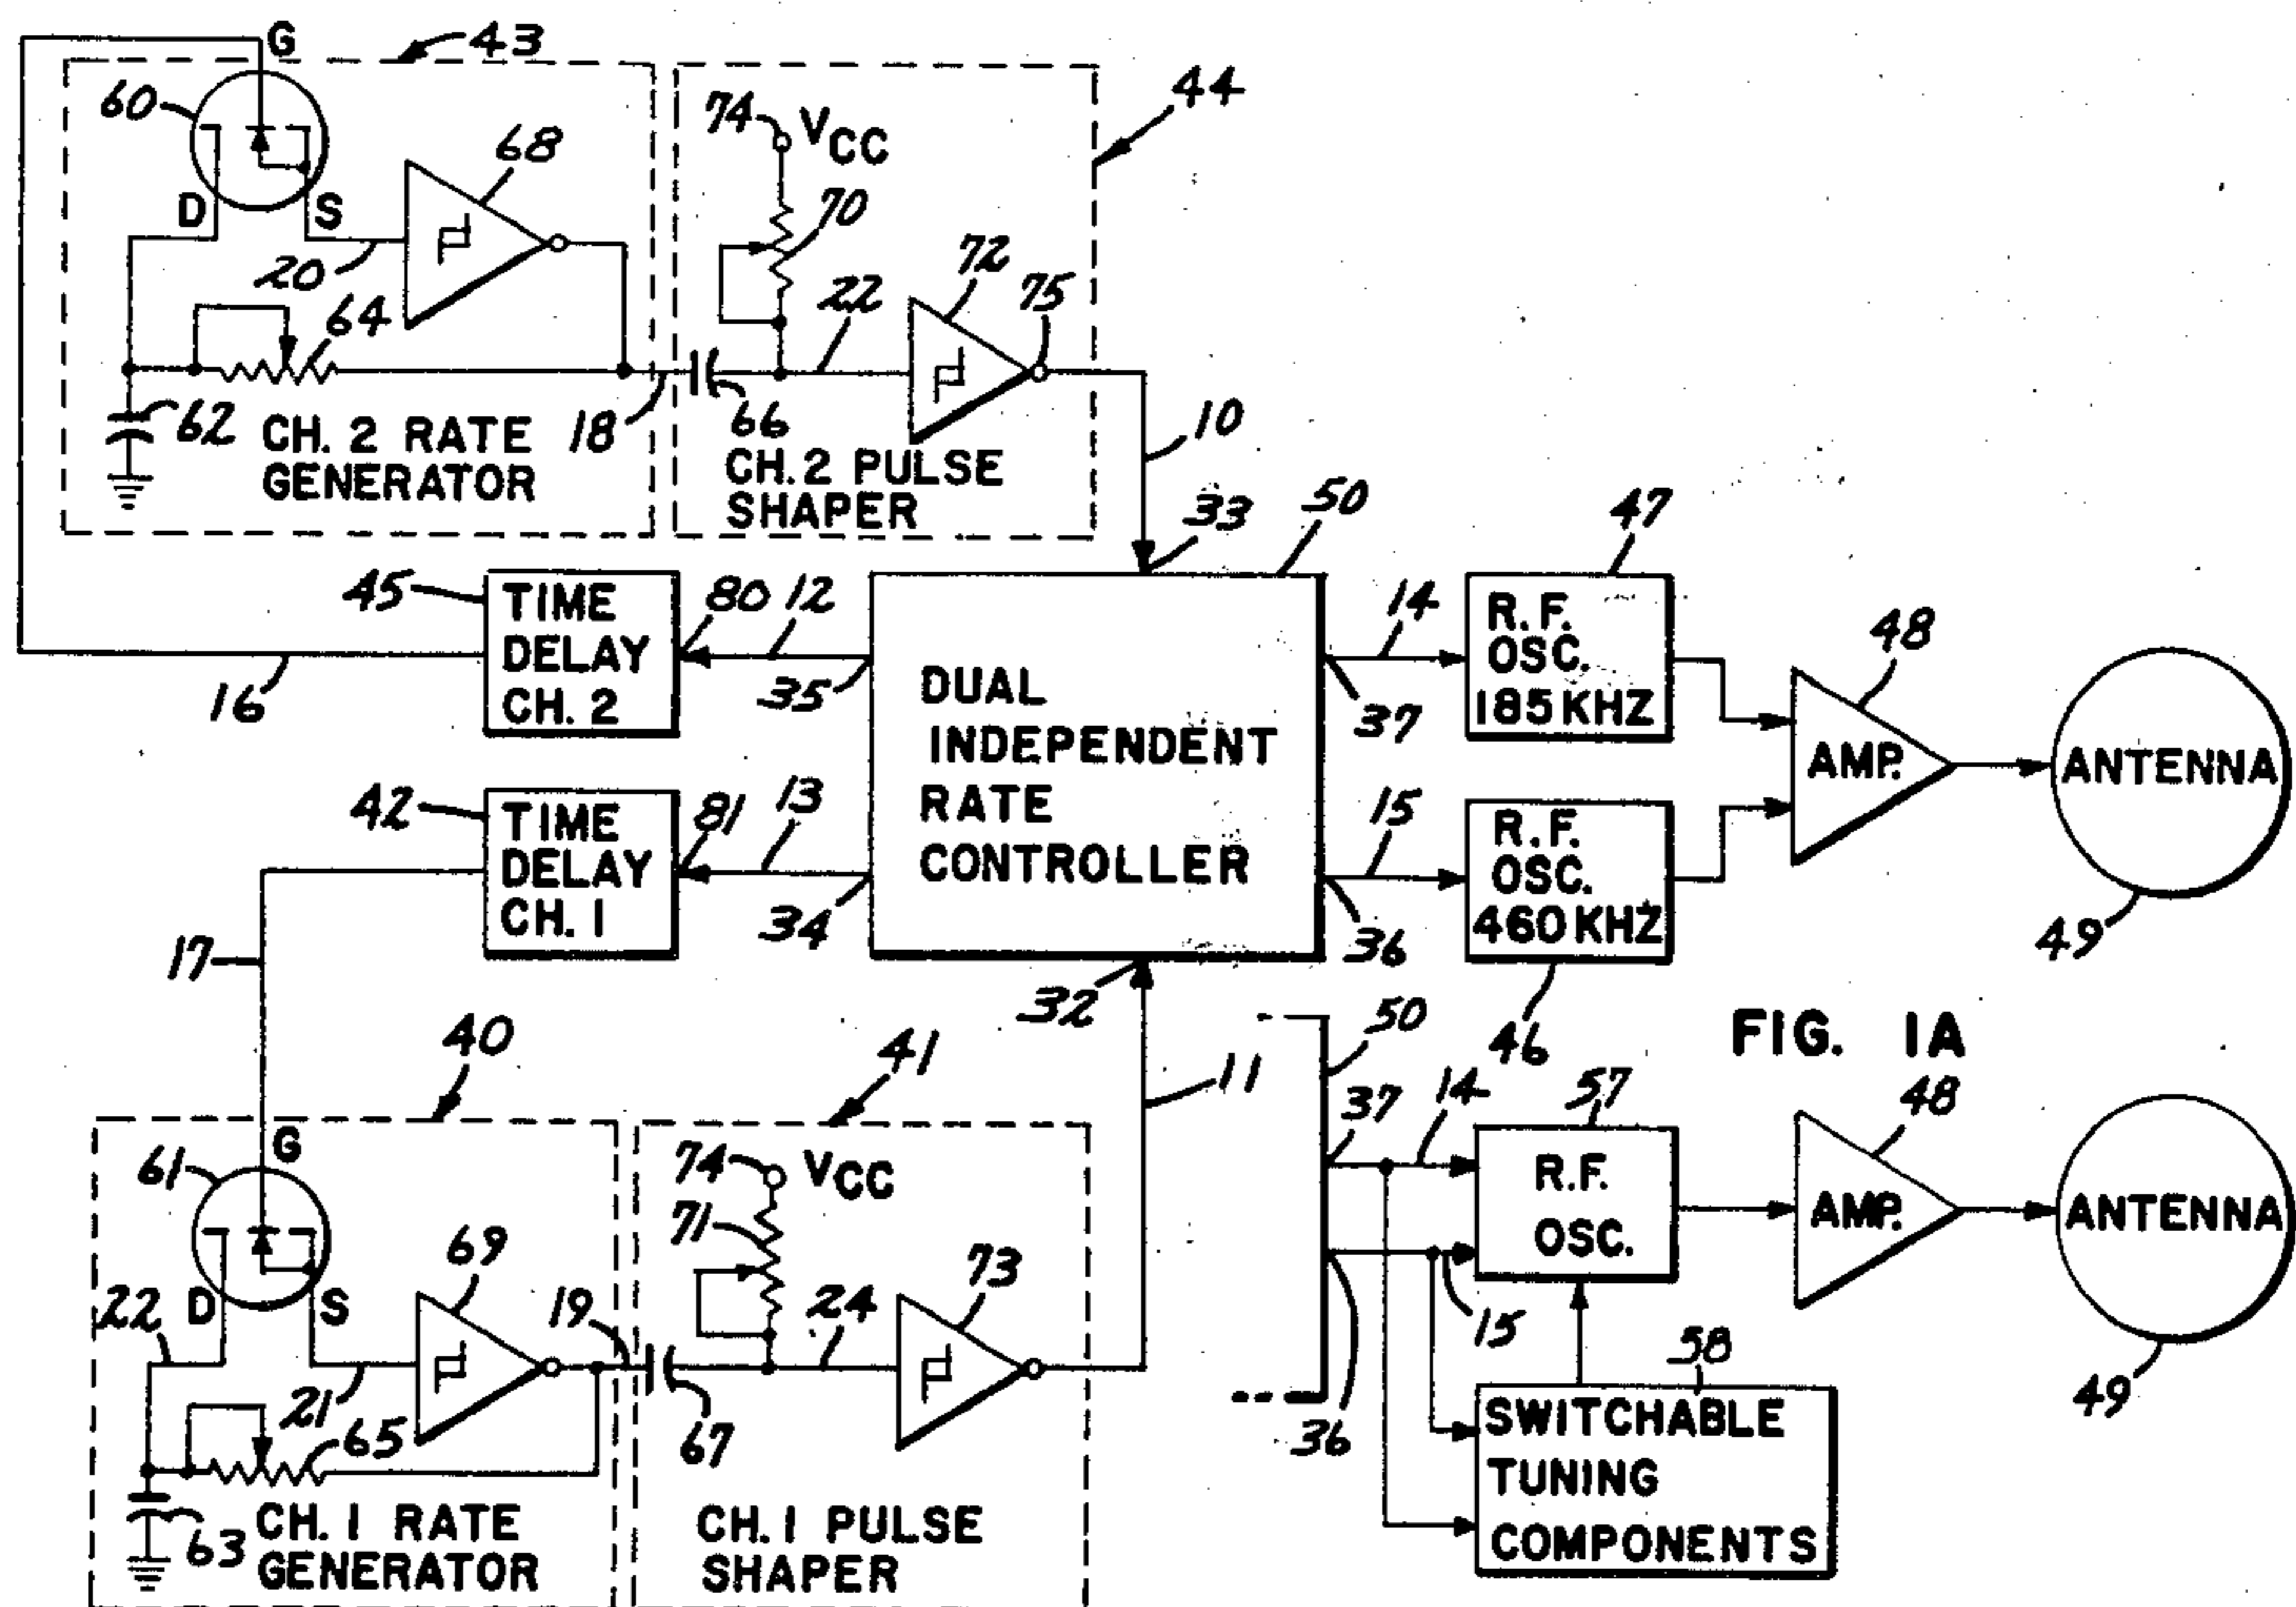 G
43
60
68
D
S
20
64
62
CH. 2 RATE
GENERATOR
18
44
74
VCC
70
22
72
75
66
CH. 2 PULSE
SHAPER
10
33
50
47
45
TIME
DELAY
CH. 2
80
12
35
16
DUAL
INDEPENDENT
RATE
CONTROLLER
14
37
R.F.
OSC.
185 KHZ
48
AMP.
ANTENNA
49
42
TIME
DELAY
CH. 1
81
13
34
17
15
36
R.F.
OSC.
460 KHZ
46
32
FIG. 1A
40
41
11
50
37
14
57
48
G
61
22
D
S
69
19
21
65
63
CH. 1 RATE
GENERATOR
74
VCC
71
24
73
67
CH. 1 PULSE
SHAPER
R.F.
OSC.
AMP.
ANTENNA
49
15
36
58
SWITCHABLE
TUNING
COMPONENTS